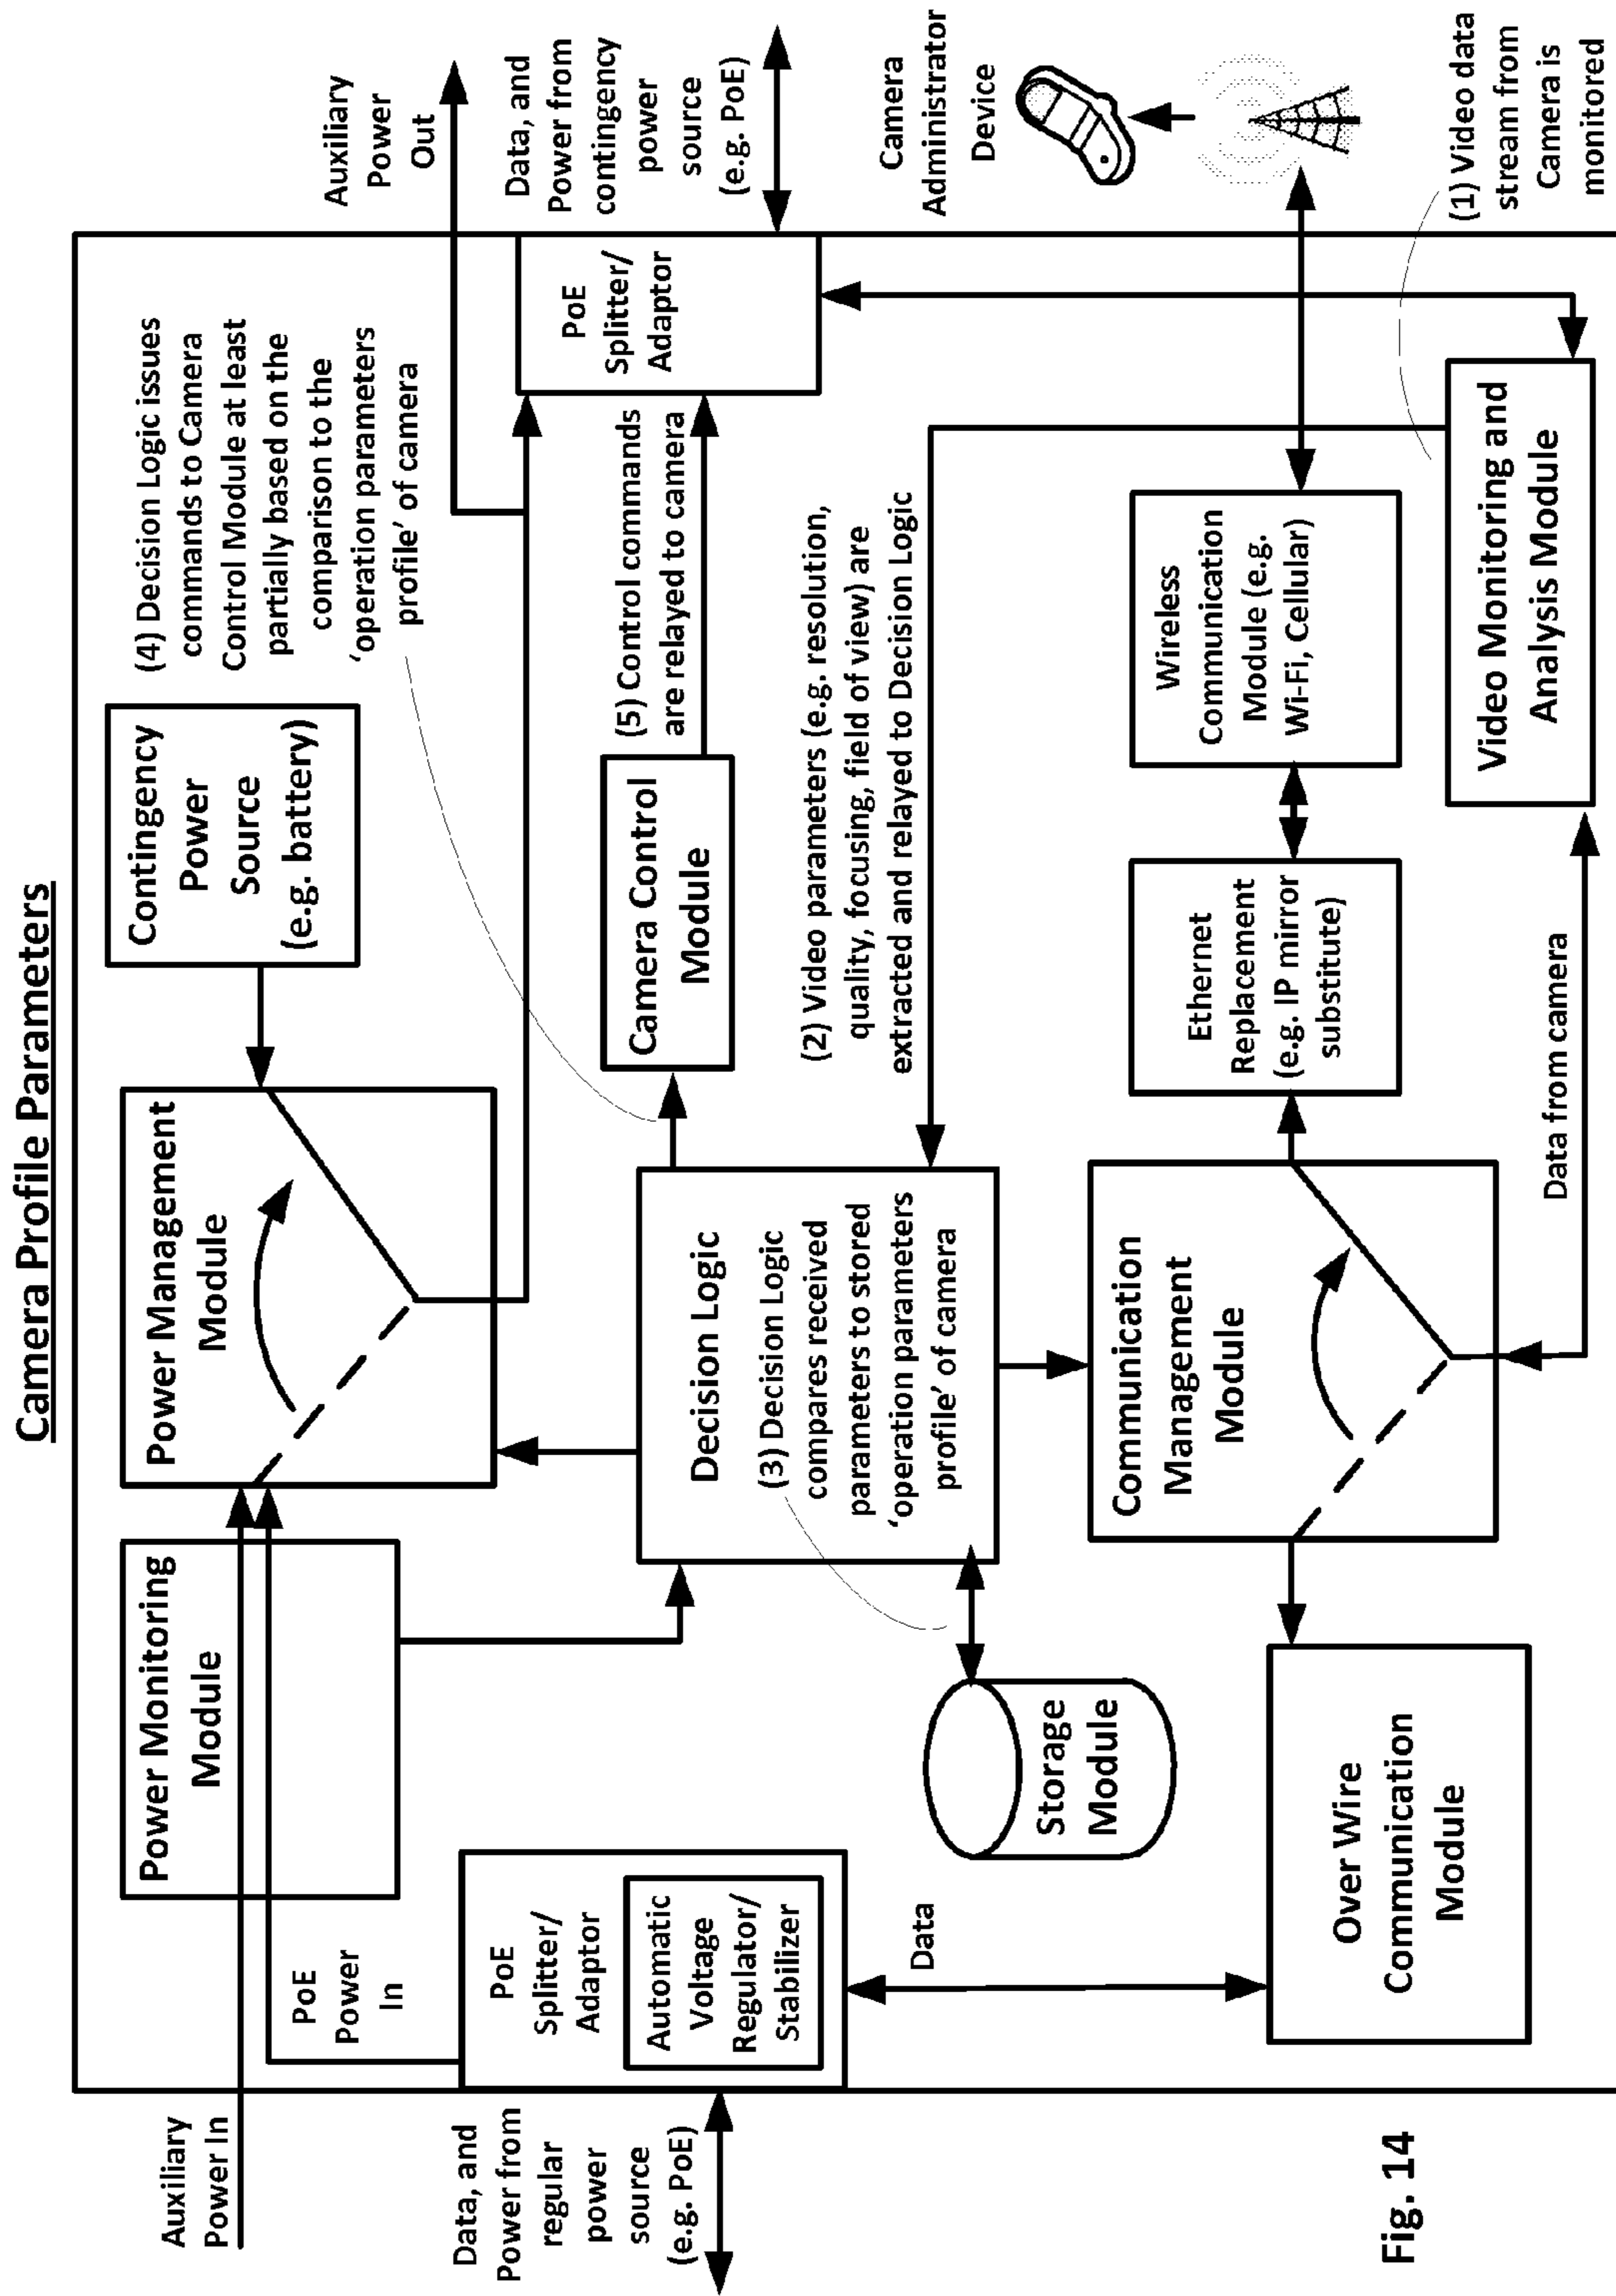 Camera Profile Parameters
Auxiliary
Power In
Data, and
Power from
regular
power
source
(e.g. PoE)
PoE
Power
In
PoE
Splitter/
Adaptor
Automatic
Voltage
Regulator/
Stabilizer
Power Monitoring
Module
Power Management
Module
Contingency
Power
Source
(e.g. battery)
(4) Decision Logic issues
commands to Camera
Control Module at least
partially based on the
comparison to the
‘operation parameters
profile’ of camera
Auxiliary
Power
Out
PoE
Splitter/
Adaptor
Data, and
Power from
contingency
power
source
(e.g. PoE)
Decision Logic
(3) Decision Logic
compares received
parameters to stored
‘operation parameters
profile’ of camera
Camera Control
Module
(5) Control commands
are relayed to camera
(2) Video parameters (e.g. resolution,
quality, focusing, field of view) are
extracted and relayed to Decision Logic
Camera
Administrator
Device
Storage
Module
Data
Over Wire
Communication
Module
Communication
Management
Module
Ethernet
Replacement
(e.g. IP mirror
substitute)
Wireless
Communication
Module (e.g.
Wi-Fi, Cellular)
Video Monitoring and
Analysis Module
(1) Video data
stream from
Camera is
monitored
Data from camera
Fig. 14